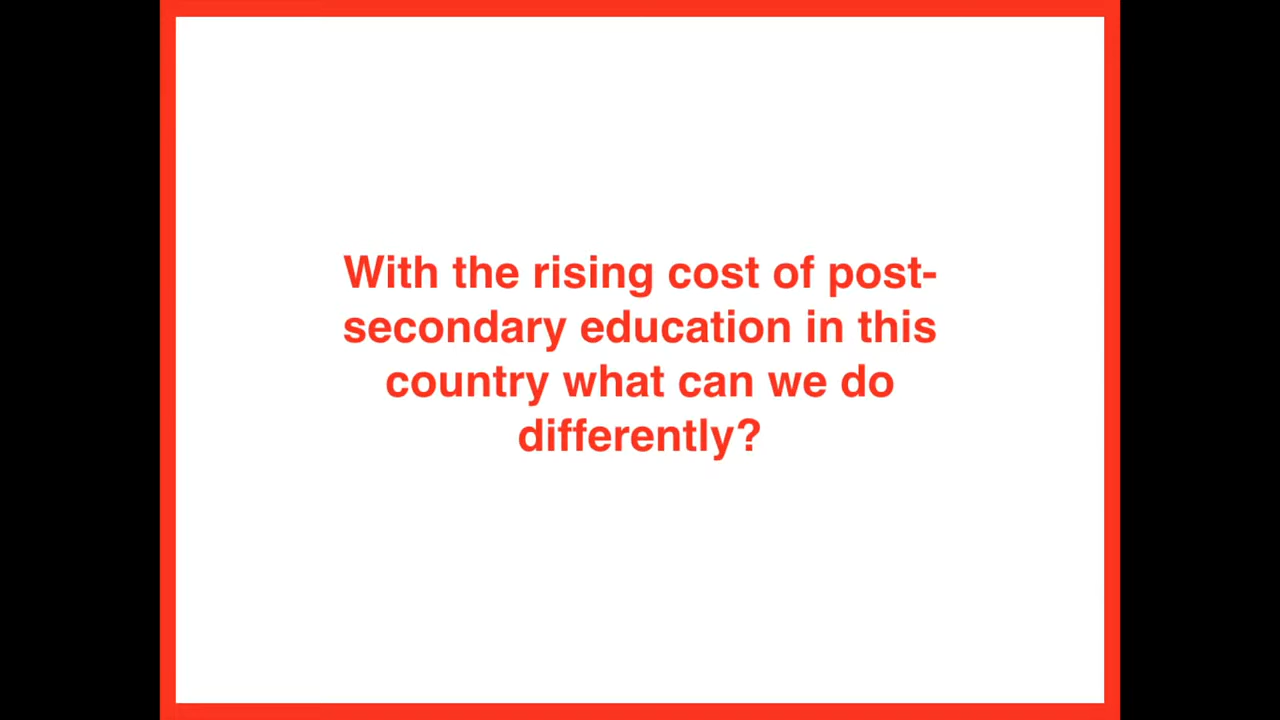 With the rising cost of post-
secondary education in this
country what can we do
differently?